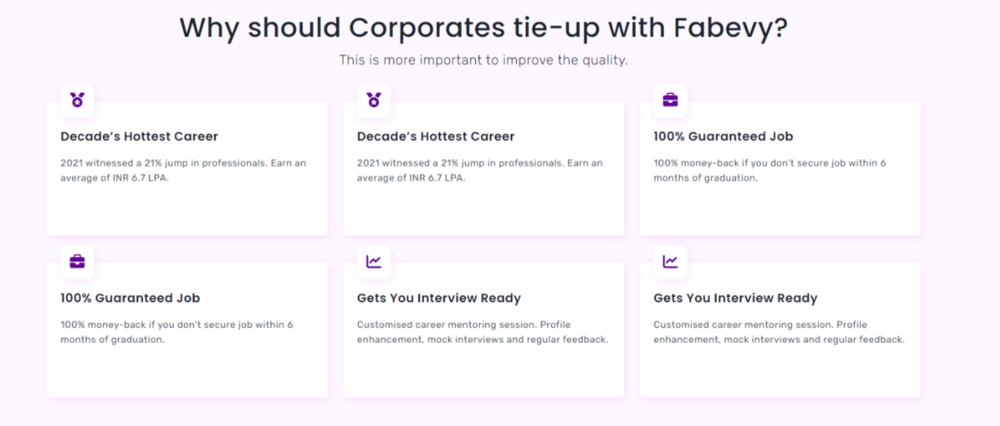 Why should Corporates tie-up with Fabevy?
This is more important to improve the quality.
Decade's Hottest Career
2021 witnessed a 21% jump in professionals. Earn an
average of INR 6.7 LPA.
Decade's Hottest Career
2021 witnessed a 21% jump in professionals. Earn an
average of INR 6.7 LPA.
100% Guaranteed Job
100% money-back if you don't secure job within 6
months of graduation.
100% Guaranteed Job
100% money-back if you don't secure job within 6
months of graduation.
Gets You Interview Ready
Customised career mentoring session. Profile
enhancement, mock interviews and regular feedback.
Gets You Interview Ready
Customised career mentoring session. Profile
enhancement, mock interviews and regular feedback.